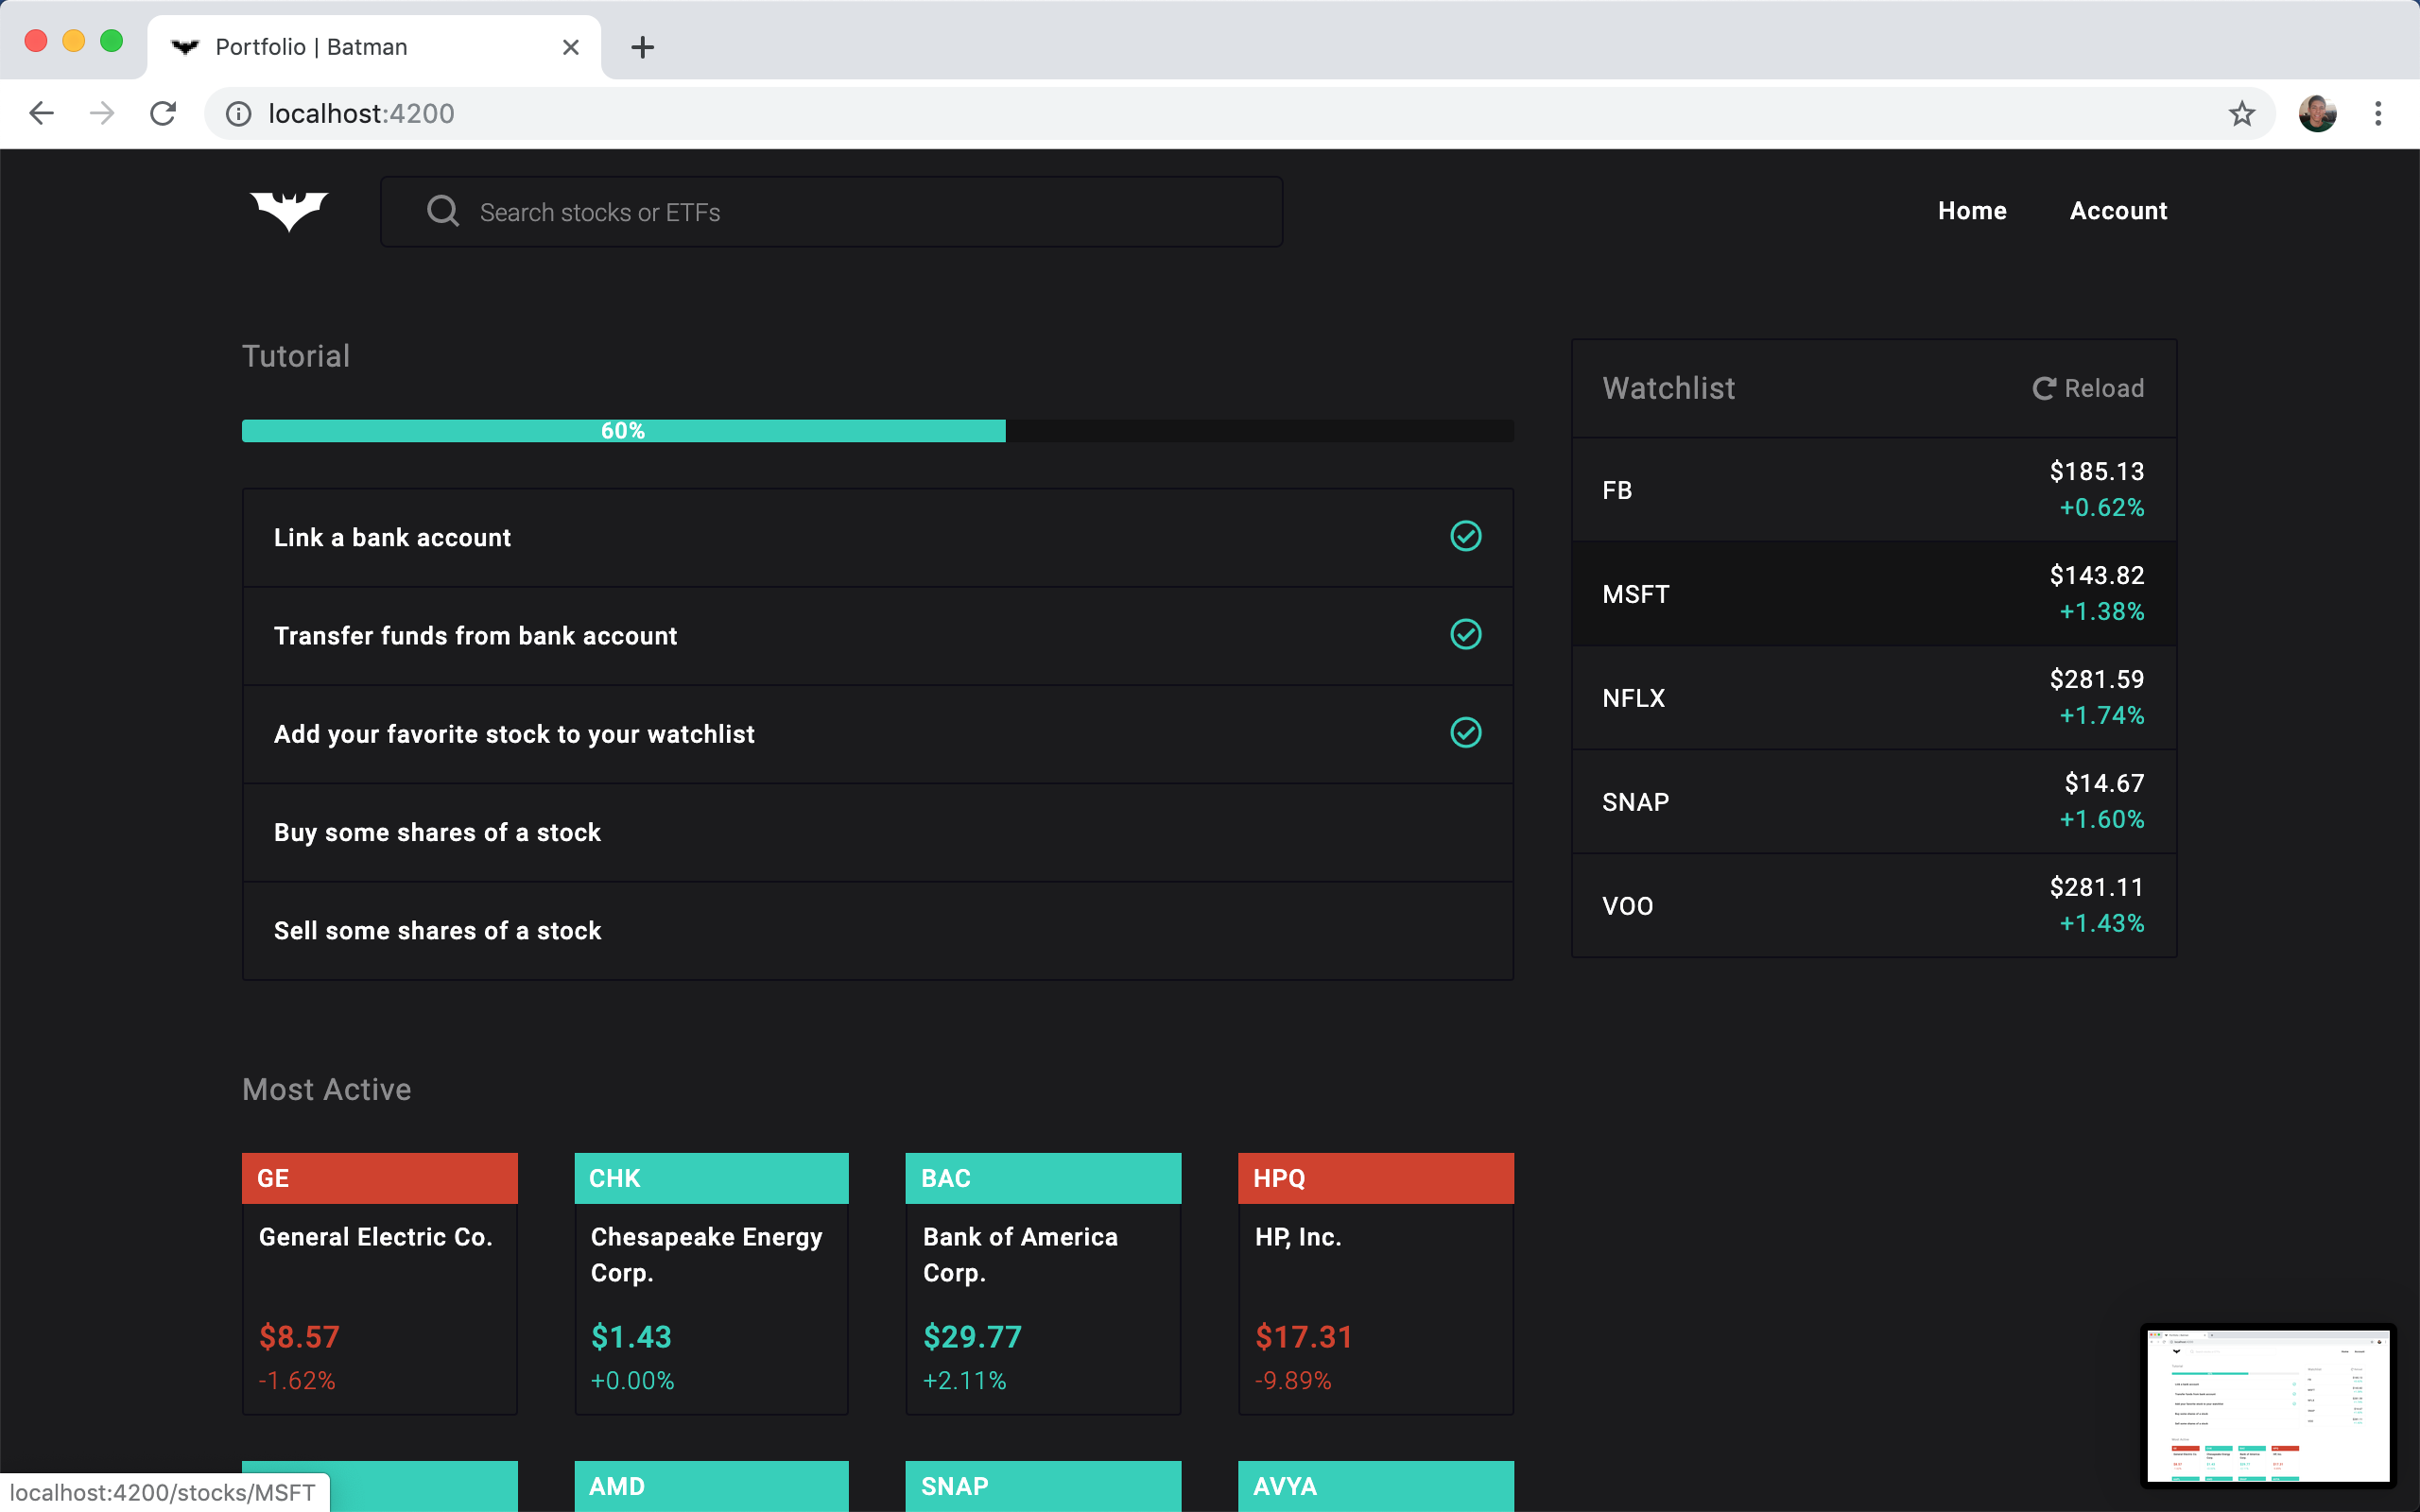 Portfolio | Batman
localhost:4200
Search stocks or ETFs
Home
Account
Tutorial
60%
Link a bank account
Transfer funds from bank account
Add your favorite stock to your watchlist
Buy some shares of a stock
Sell some shares of a stock
Watchlist
Reload
FB
$185.13
+0.62%
MSFT
$143.82
+1.38%
NFLX
$281.59
+1.74%
SNAP
$14.67
+1.60%
VOO
$281.11
+1.43%
Most Active
GE
General Electric Co.
$8.57
-1.62%
CHK
Chesapeake Energy
Corp.
$1.43
+0.00%
BAC
Bank of America
Corp.
$29.77
+2.11%
HPQ
HP, Inc.
$17.31
-9.89%
AMD
SNAP
AVYA
localhost:4200/stocks/MSFT